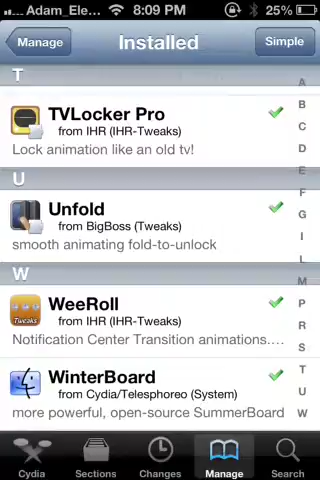 Adam_Ele... 8:09 PM 25%
Manage Installed Simple
T
TVLocker Pro
from IHR (IHR-Tweaks)
Lock animation like an old tv!
U
Unfold
from BigBoss (Tweaks)
smooth animating fold-to-unlock
W
WeeRoll
Tweaks
from IHR (IHR-Tweaks)
Notification Center Transition animations....
WinterBoard
from Cydia/Telesphoreo (System)
more powerful, open-source SummerBoard
A
B
C
D
E
F
G
I
L
M
P
R
S
T
U
W
Cydia Sections Changes Manage Search